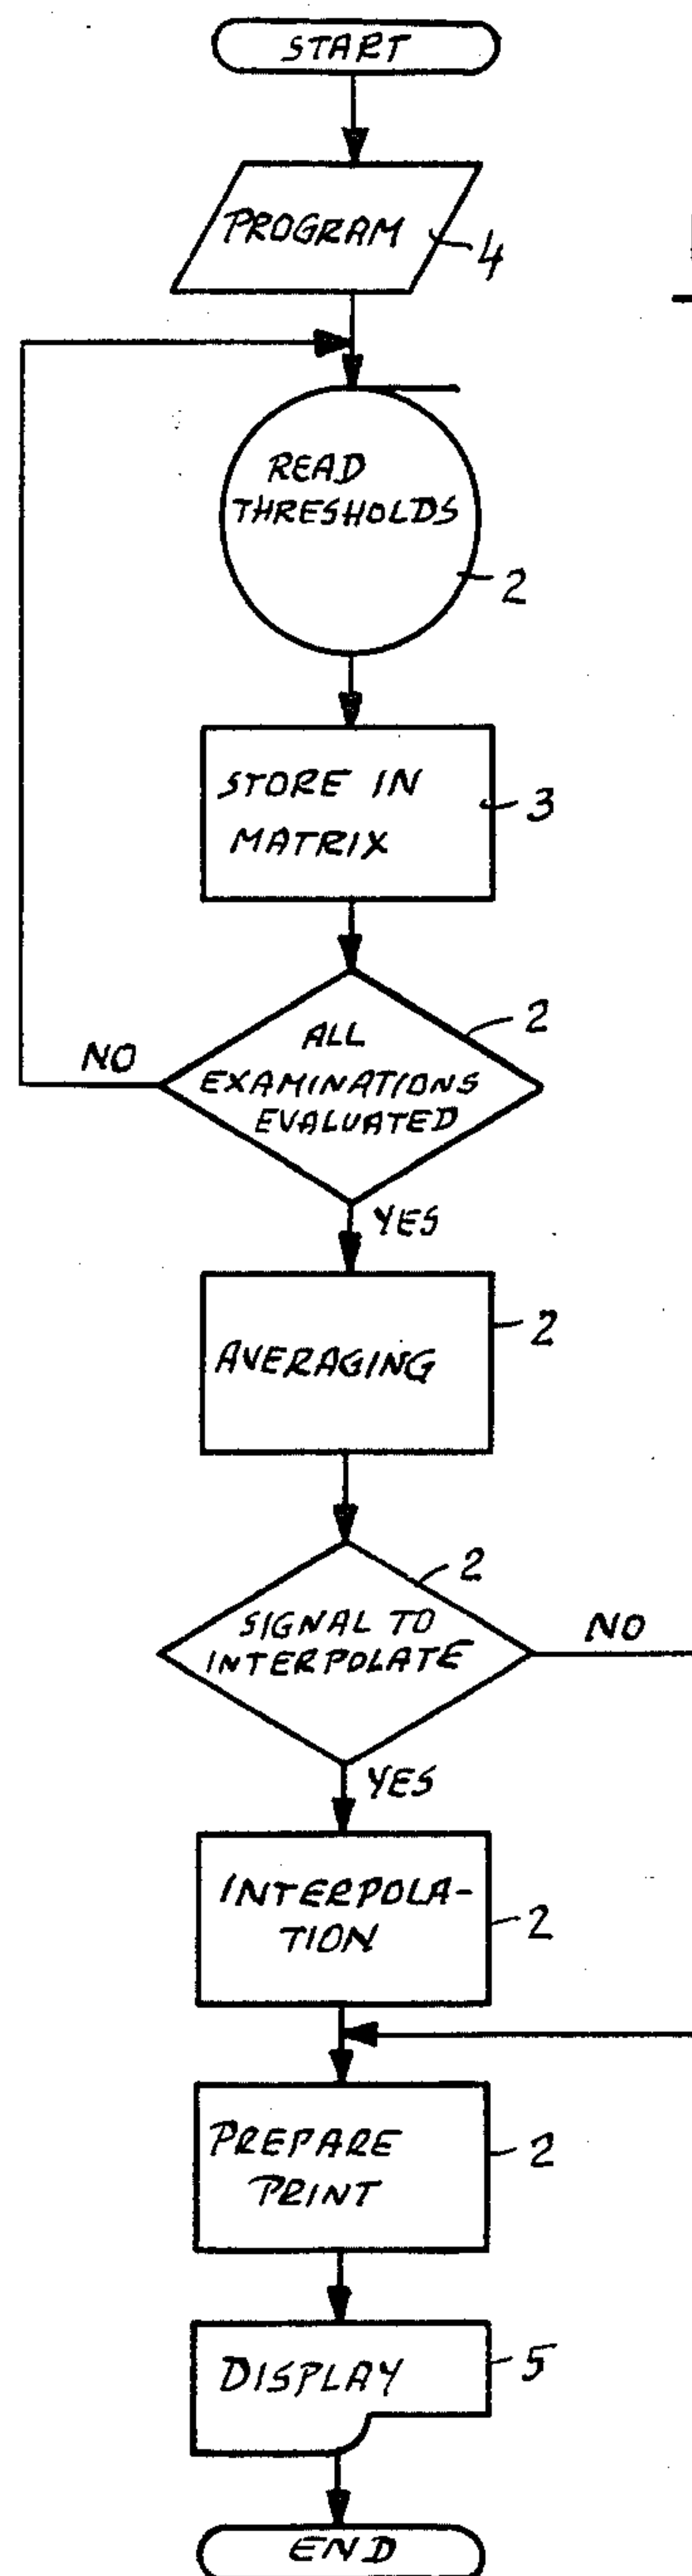 START
PROGRAM
4
READ
THRESHOLDS
2
STORE IN
MATRIX
3
ALL
EXAMINATIONS
EVALUATED
2
NO
YES
AVERAGING
2
SIGNAL TO
INTERPOLATE
2
NO
YES
INTERPOLA-
TION
2
PREPARE
PRINT
2
DISPLAY
5
END